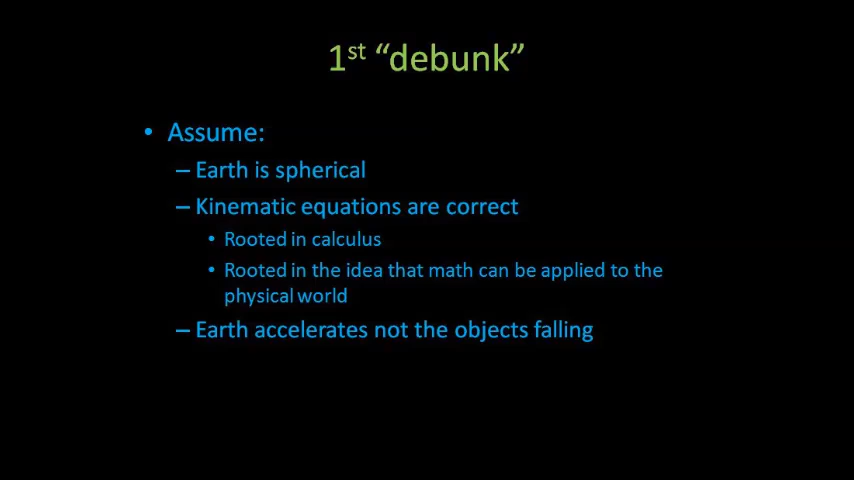 1st “debunk”
• Assume:
– Earth is spherical
– Kinematic equations are correct
• Rooted in calculus
• Rooted in the idea that math can be applied to the
physical world
– Earth accelerates not the objects falling